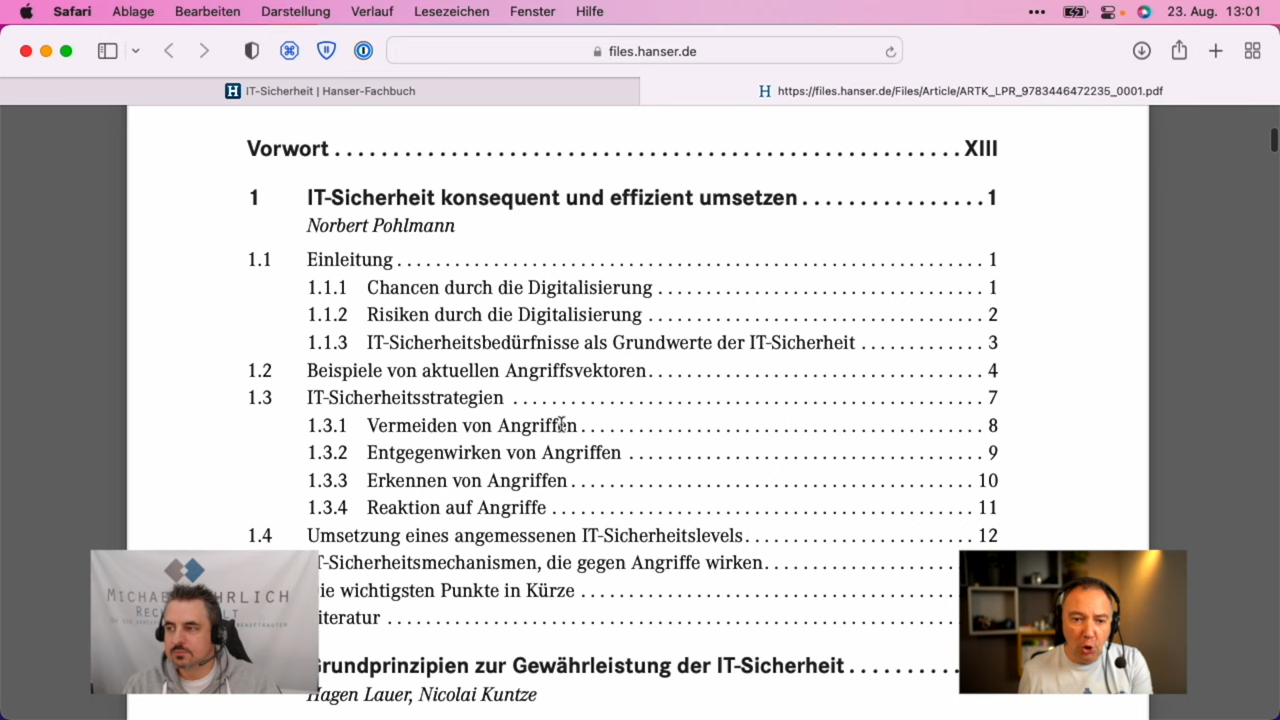 Safari Ablage Bearbeiten Darstellung Verlauf Lesezeichen Fenster Hilfe 23. Aug. 13:01
files.hanser.de
IT-Sicherheit | Hanser-Fachbuch
https://files.hanser.de/Files/Article/ARTK_LPR_9783446472235_0001.pdf
Vorwort . . . . . . . . . . . . . . . . . . . . XIII
1 IT-Sicherheit konsequent und effizient umsetzen . . . . . . . . . . . . . . . . 1
Norbert Pohlmann
1.1 Einleitung . . . . . . . . . . . . . . . . . . . . 1
1.1.1 Chancen durch die Digitalisierung . . . . . . . . . . . . . . . . . . . . 1
1.1.2 Risiken durch die Digitalisierung . . . . . . . . . . . . . . . . . . . . 2
1.1.3 IT-Sicherheitsbedürfnisse als Grundwerte der IT-Sicherheit . . . . . . . . . . . 3
1.2 Beispiele von aktuellen Angriffsvektoren . . . . . . . . . . . . . . . . . . . . 4
1.3 IT-Sicherheitsstrategien . . . . . . . . . . . . . . . . . . . . 7
1.3.1 Vermeiden von Angriffen . . . . . . . . . . . . . . . . . . . . 8
1.3.2 Entgegenwirken von Angriffen . . . . . . . . . . . . . . . . . . . . 9
1.3.3 Erkennen von Angriffen . . . . . . . . . . . . . . . . . . . . 10
1.3.4 Reaktion auf Angriffe . . . . . . . . . . . . . . . . . . . . 11
1.4 Umsetzung eines angemessenen IT-Sicherheitslevels . . . . . . . . . . . . . . . . . . . . 12
T-Sicherheitsmechanismen, die gegen Angriffe wirken . . . . . . . . . . . . . . . .
ie wichtigsten Punkte in Kürze . . . . . . . . . . . . . . . . . . . .
iteratur . . . . . . . . . . . . . . . . . . . .
rundprinzipien zur Gewährleistung der IT-Sicherheit . . . . . . . . .
Hagen Lauer, Nicolai Kuntze